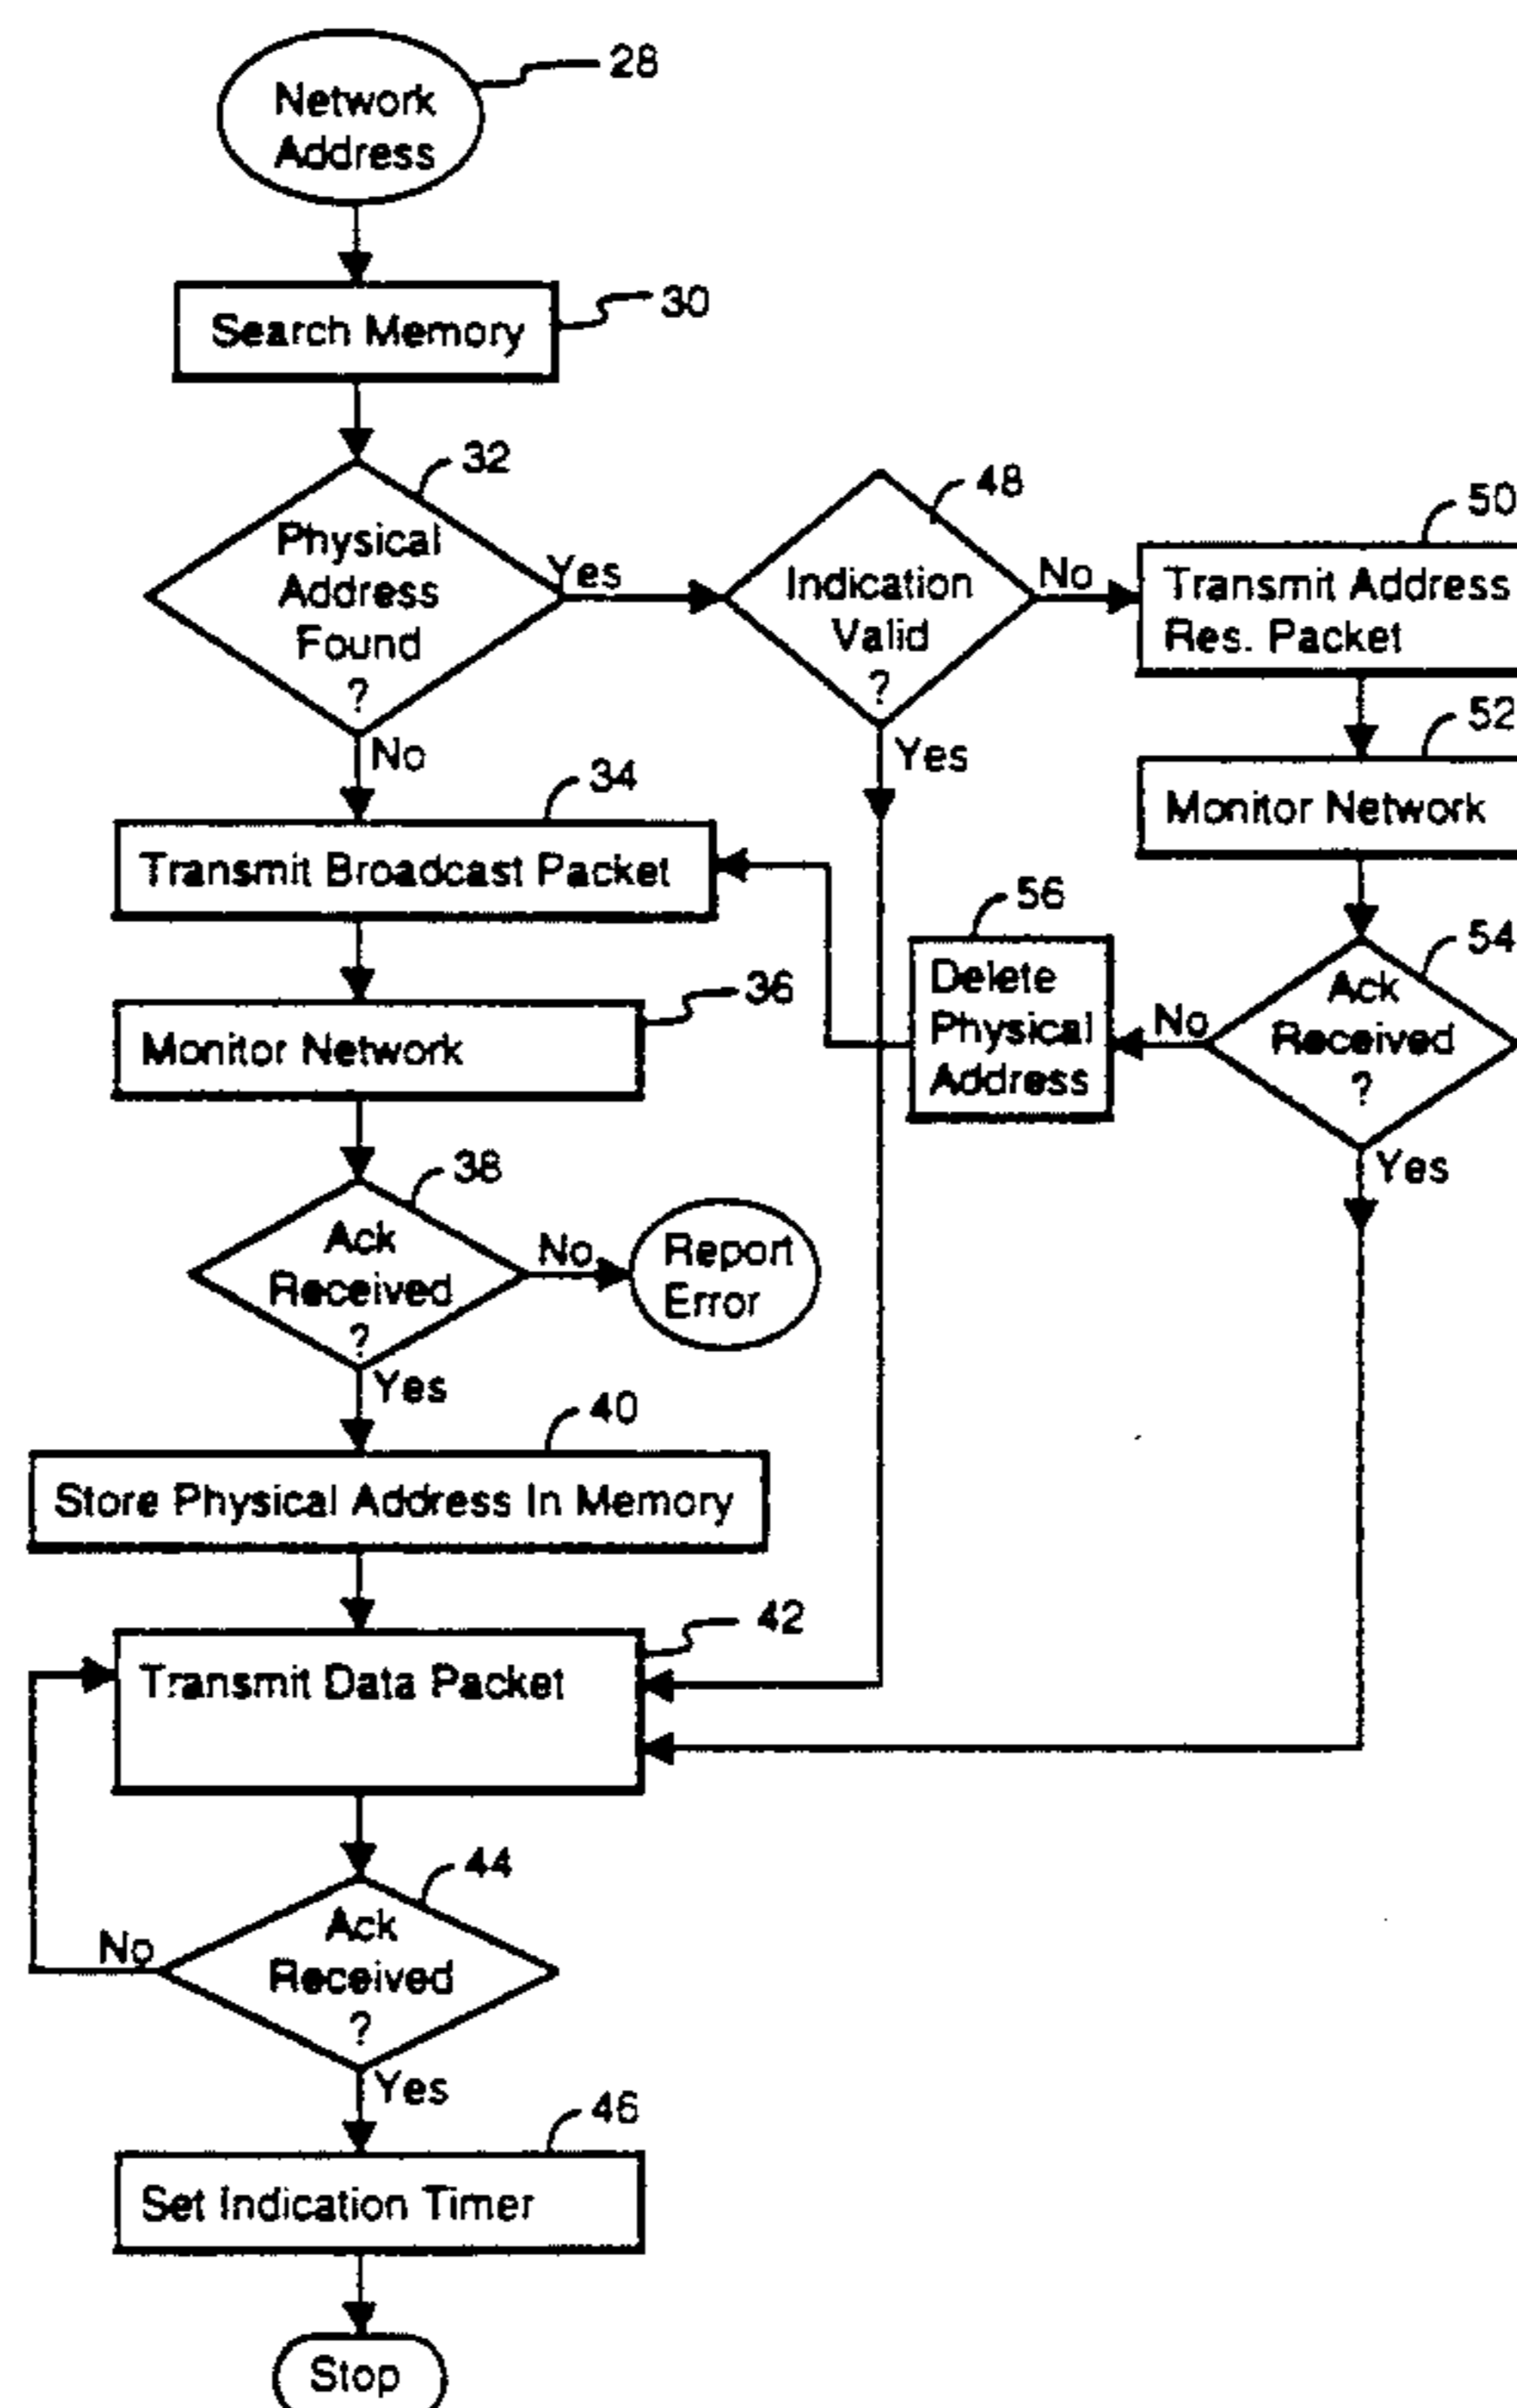 28
Network
Address
30
Search Memory
32
Physical
Address
Found
?
Yes
No
48
Indication
Valid
?
No
Yes
50
Transmit Address
Res. Packet
52
Monitor Network
54
Ack
Received
?
No
Yes
56
Delete
Physical
Address
34
Transmit Broadcast Packet
36
Monitor Network
38
Ack
Received
?
No
Report
Error
Yes
40
Store Physical Address In Memory
42
Transmit Data Packet
44
Ack
Received
?
No
Yes
46
Set Indication Timer
Stop